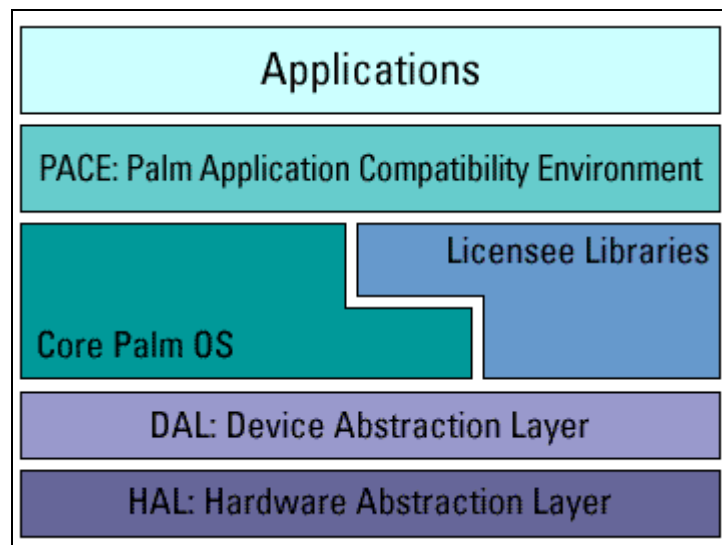 Applications
PACE: Palm Application Compatibility Environment
Licensee Libraries
Core Palm OS
DAL: Device Abstraction Layer
HAL: Hardware Abstraction Layer